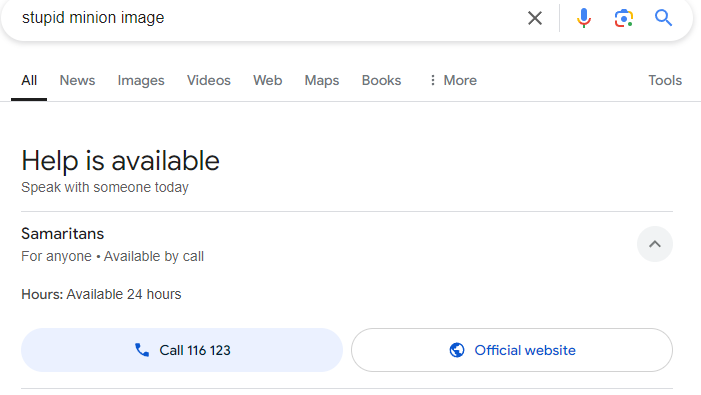 stupid minion image
All News Images Videos Web Maps Books More Tools
Help is available
Speak with someone today
Samaritans
For anyone • Available by call
Hours: Available 24 hours
Call 116 123 Official website